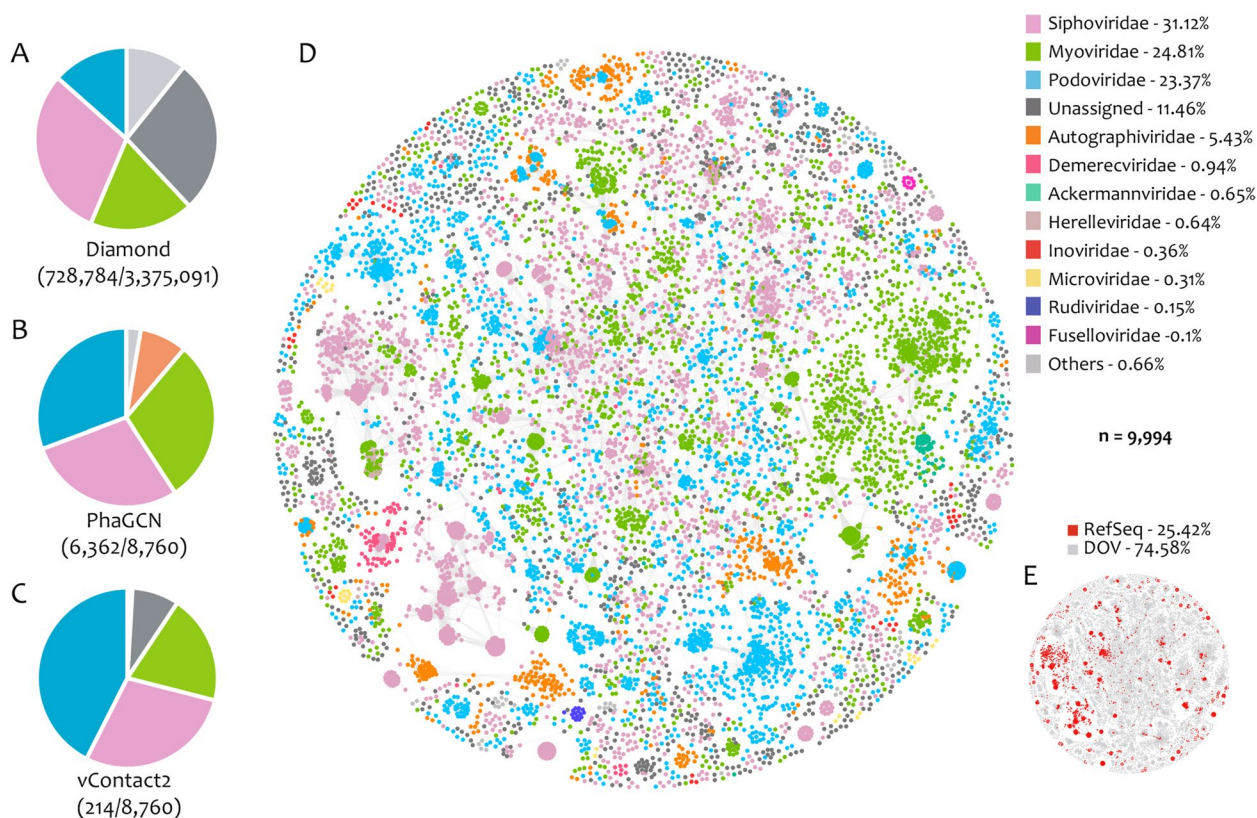 A
Diamond
(728,784/3,375,091)
B
PhaGCN
(6,362/8,760)
C
vContact2
(214/8,760)
D
Siphoviridae - 31.12%
Myoviridae - 24.81%
Podoviridae - 23.37%
Unassigned - 11.46%
Autographiviridae - 5.43%
Demerecviridae - 0.94%
Ackermannviridae - 0.65%
Herelleviridae - 0.64%
Inoviridae - 0.36%
Microviridae - 0.31%
Rudiviridae - 0.15%
Fuselloviridae -0.1%
Others - 0.66%
n = 9,994
RefSeq - 25.42%
DOV - 74.58%
E